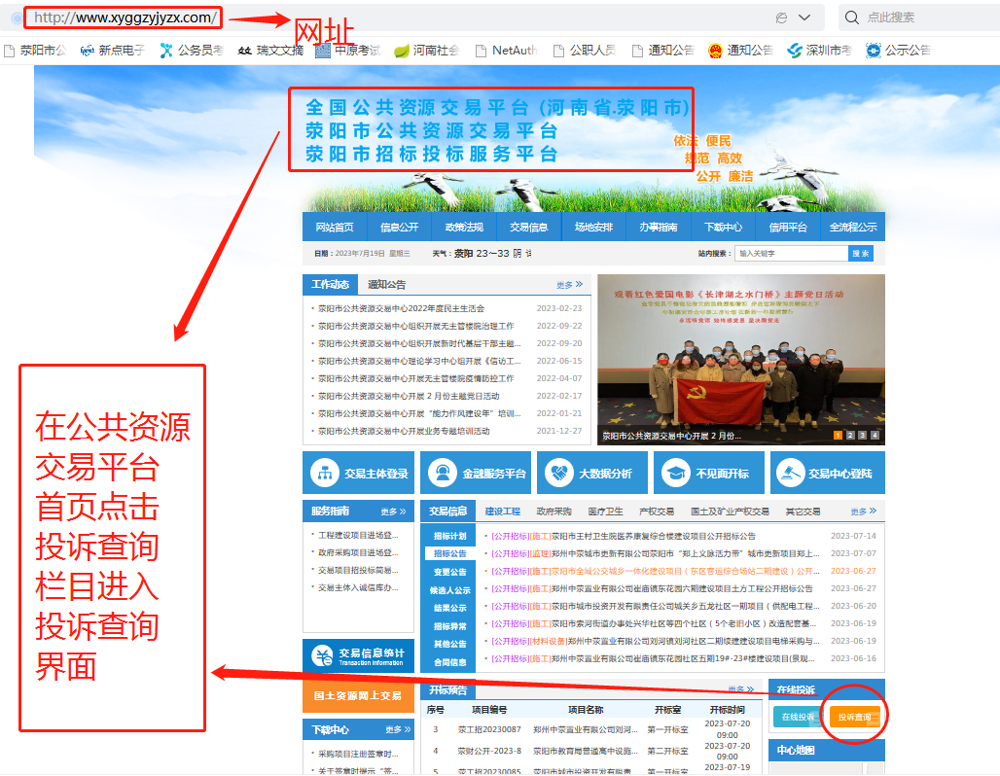 http://www.xyggzyjyzx.com/
点此搜索
网址
荥阳市公
新点电子
公务员考
瑞文文摘
中原考试
河南社会
NetAuth
公职人员
通知公告
通知公告
深圳市考
公示公告
全国公共资源交易平台 (河南省.荥阳市)
荥阳市公共资源交易平台
荥阳市招标投标服务平台
依法 便民
规范 高效
公开 廉洁
网站首页 信息公开 政策法规 交易信息 场地安排 办事指南 下载中心 信用平台 全流程公示
日期：2023年7月19日 星期三 天气：荥阳 23～33 阴
站内搜索： 输入关键字 搜 索
工作动态 通知公告 更多 >>
· 荥阳市公共资源交易中心2022年度民主生活会 2023-02-23
· 荥阳市公共资源交易中心组织开展无主管楼院治理工作 2022-09-22
· 荥阳市公共资源交易中心组织开展新时代基层干部主题... 2022-09-20
· 荥阳市公共资源交易中心理论学习中心组开展《信访工... 2022-06-15
· 荥阳市公共资源交易中心开展无主管楼院疫情防控工作 2022-04-07
· 荥阳市公共资源交易中心开展 2 月份主题党日活动 2022-02-17
· 荥阳市公共资源交易中心开展“能力作风建设年”培训... 2022-01-21
· 荥阳市公共资源交易中心开展业务专题培训活动 2021-12-27
观看红色爱国电影《长津湖之水门桥》主题党日活动
荥阳市公共资源交易中心开展 2 月份...
1 2 3 4
在公共资源
交易平台
首页点击
投诉查询
栏目进入
投诉查询
界面
交易主体登录
金融服务平台
大数据分析
不见面开标
交易中心登陆
服务指南 更多 >>
· 工程建设项目进场登...
· 政府采购项目进场登...
· 交易项目招投标简易...
· 交易主体入诚信库办...
交易信息 建设工程 政府采购 医疗卫生 产权交易 国土及矿业产权交易 其它交易 更多 >>
招标计划
招标公告
变更公告
候选人公示
结果公示
招标异常
其他公告
合同信息
· [公开招标][施工]荥阳市王村卫生院医养康复综合楼建设项目公开招标公告 2023-07-14
· [公开招标][监理]郑州中荥城市更新有限公司荥阳市“郑上文脉活力带”城市更新项目郑上... 2023-07-07
· [公开招标][施工]荥阳市全域公交城乡一体化建设项目（东区营运综合场站二期建设）公开... 2023-06-27
· [公开招标][施工]郑州中荥置业有限公司崔庙镇东花园六期建设项目土方工程公开招标公告 2023-06-27
· [公开招标][施工]荥阳市城市投资开发有限责任公司城关乡五龙社区一期项目（供配电工程... 2023-06-20
· [公开招标][施工]荥阳市索河街道办事处兴华社区等四个社区（5个老旧小区）改造配套基... 2023-06-19
· [公开招标][材料设备]郑州中荥置业有限公司刘河镇刘河社区二期续建建设项目电梯采购与... 2023-06-19
· [公开招标][施工]郑州中荥置业有限公司崔庙镇东花园社区五期19#-23#楼建设项目(景观... 2023-06-16
交易信息统计
Transaction information
国土资源网上交易
下载中心 更多 >>
· 采购项目注册签章时...
· 关于签章时提示“签...
开标预告 更多 >>
序号 项目编号 项目名称 开标室 开标时间
3 荥工招20230087 郑州中荥置业有限公司刘河... 第一开标室 2023-07-20 09:00
4 荥财公开-2023-8 荥阳市教育局普通高中设施... 第二开标室 2023-07-20 09:00
5 荥工招20230085 荥阳市城市投资开发有限责... 第一开标室 2023-07-19
在线投诉
在线投诉 投诉查询
中心地图